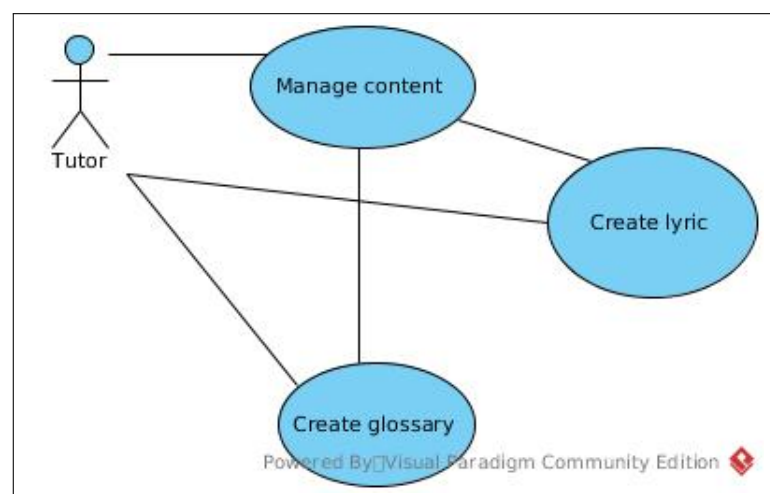 Manage content
Tutor
Create lyric
Create glossary
Powered By Visual Paradigm Community Edition